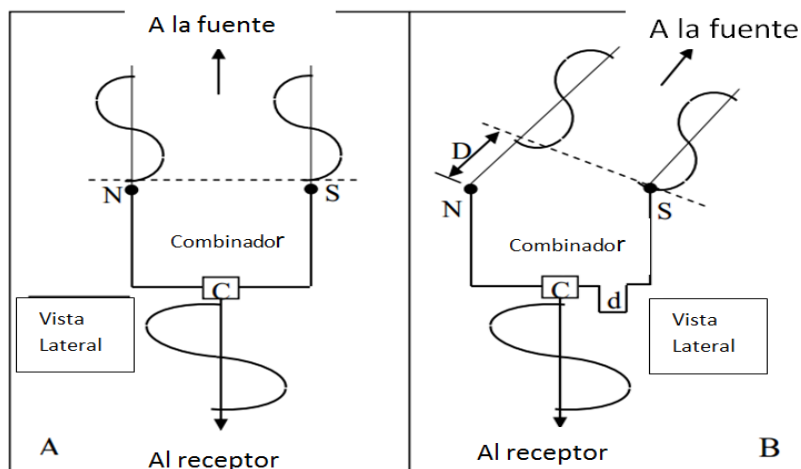 A la fuente
N
S
Combinador
C
Vista
Lateral
A
Al receptor
A la fuente
D
N
S
Combinador
C
d
Vista
Lateral
Al receptor
B